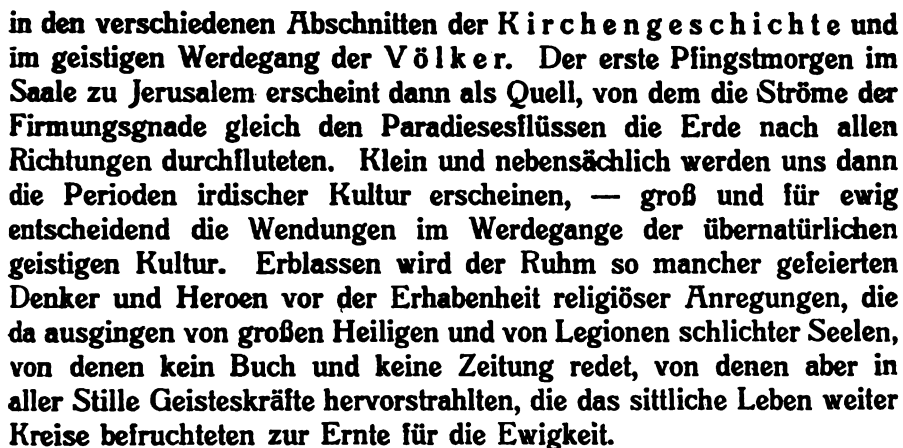 in den verschiedenen Abschnitten der Kirchengeschichte und
im geistigen Werdegang der Völker. Der erste Pfingstmorgen im
Saale zu Jerusalem erscheint dann als Quell, von dem die Ströme der
Firmungsgnade gleich den Paradiesesflüssen die Erde nach allen
Richtungen durchfluteten. Klein und nebensächlich werden uns dann
die Perioden irdischer Kultur erscheinen, — groß und für ewig
entscheidend die Wendungen im Werdegange der übernatürlichen
geistigen Kultur. Erblassen wird der Ruhm so mancher gefeierten
Denker und Heroen vor der Erhabenheit religiöser Anregungen, die
da ausgingen von großen Heiligen und von Legionen schlichter Seelen,
von denen kein Buch und keine Zeitung redet, von denen aber in
aller Stille Geisteskräfte hervorstrahlten, die das sittliche Leben weiter
Kreise befruchteten zur Ernte für die Ewigkeit.